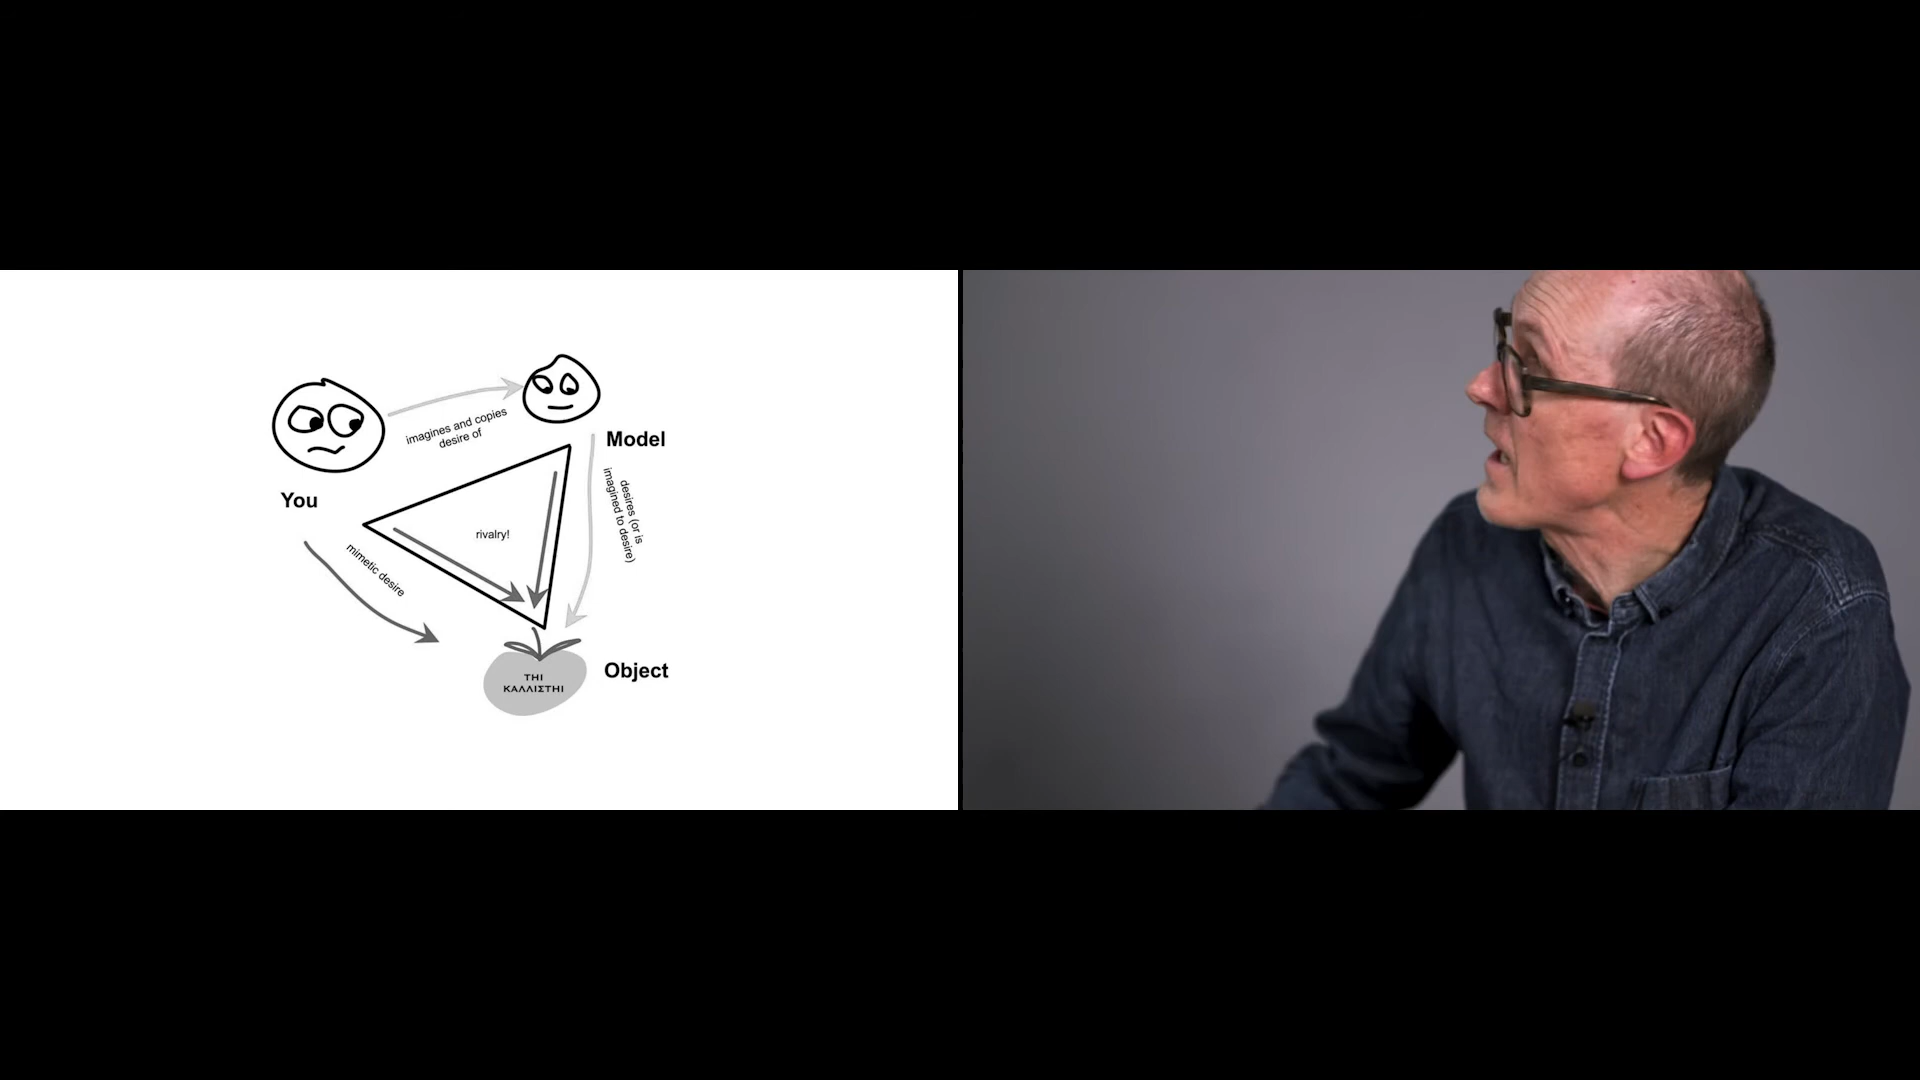 imagines and copies
desire of
Model
You
desires (or is
imagined to desire)
rivalry!
mimetic desire
Object
ΤΗΙ
ΚΑΛΛΙΣΤΗΙ